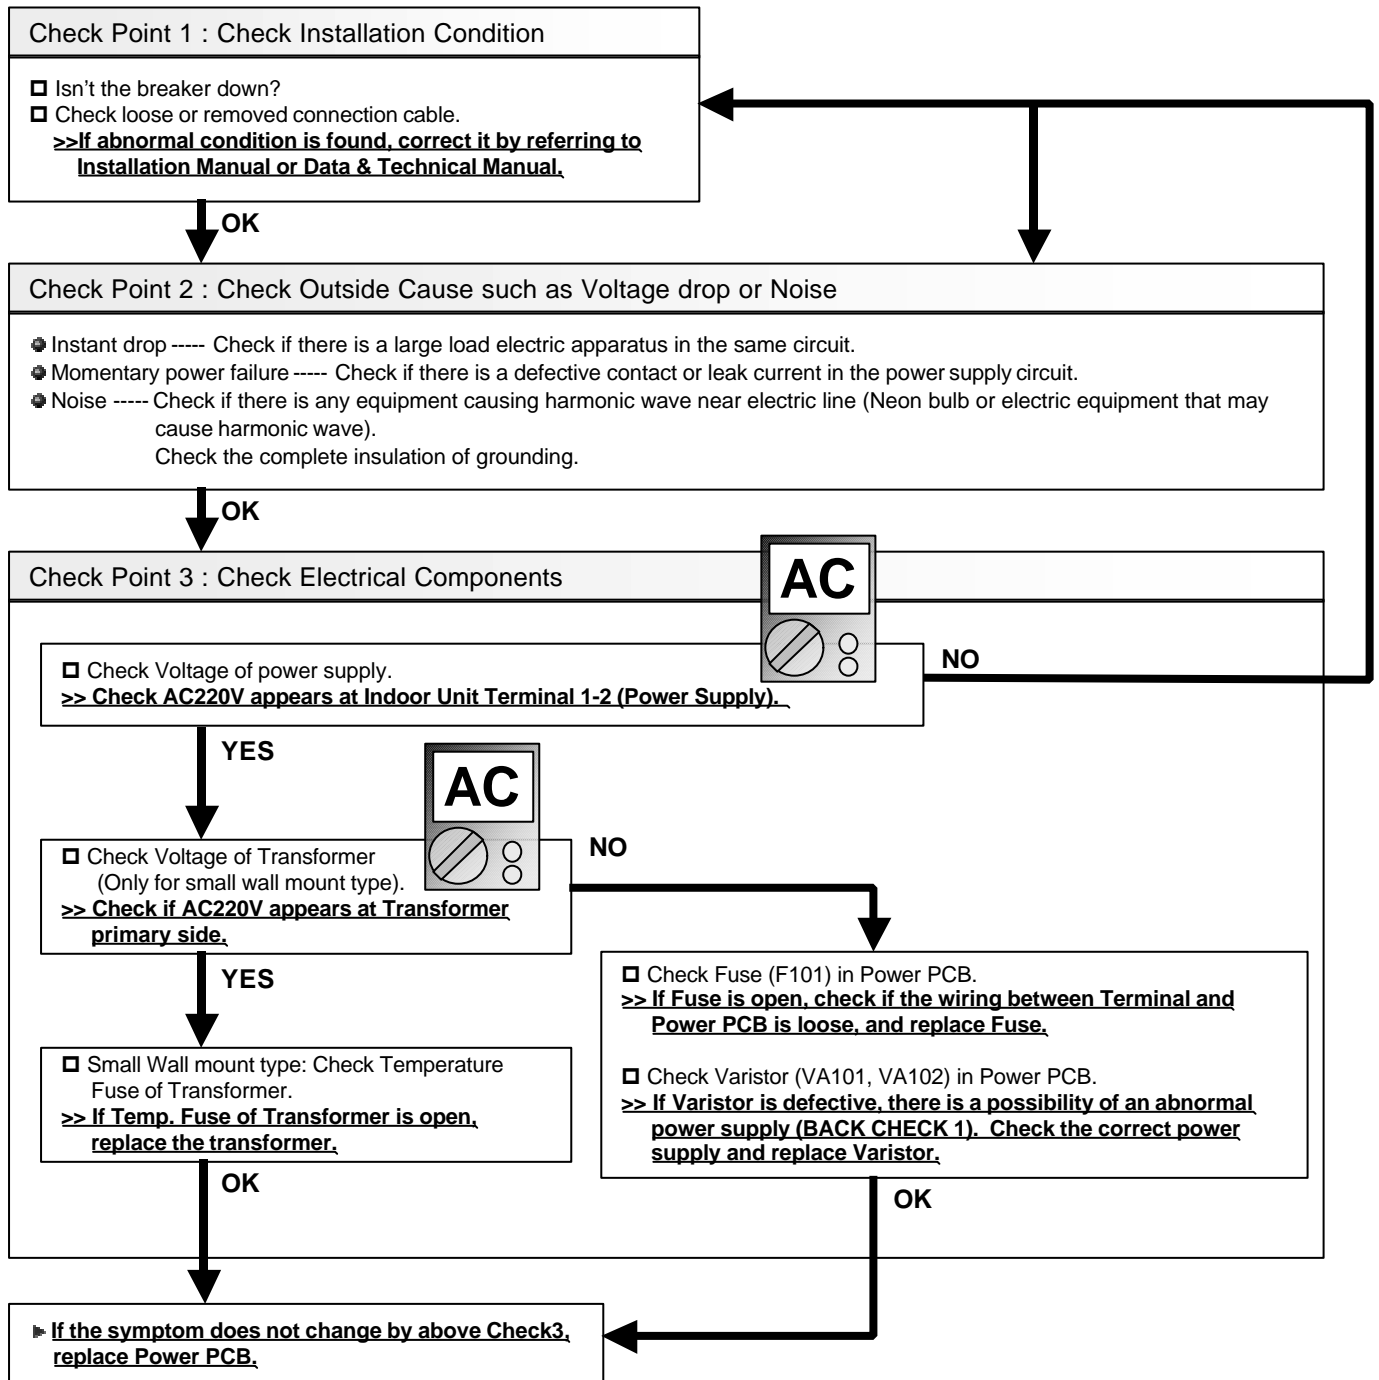 Check Point 1 : Check Installation Condition
Isn't the breaker down?
Check loose or removed connection cable.
>>If abnormal condition is found, correct it by referring to
Installation Manual or Data & Technical Manual.
OK
Check Point 2 : Check Outside Cause such as Voltage drop or Noise
Instant drop ----- Check if there is a large load electric apparatus in the same circuit.
Momentary power failure ----- Check if there is a defective contact or leak current in the power supply circuit.
Noise ----- Check if there is any equipment causing harmonic wave near electric line (Neon bulb or electric equipment that may
cause harmonic wave).
Check the complete insulation of grounding.
OK
Check Point 3 : Check Electrical Components
AC
Check Voltage of power supply.
>> Check AC220V appears at Indoor Unit Terminal 1-2 (Power Supply).
NO
YES
AC
Check Voltage of Transformer
(Only for small wall mount type).
>> Check if AC220V appears at Transformer
primary side.
NO
YES
Check Fuse (F101) in Power PCB.
>> If Fuse is open, check if the wiring between Terminal and
Power PCB is loose, and replace Fuse.
Check Varistor (VA101, VA102) in Power PCB.
>> If Varistor is defective, there is a possibility of an abnormal
power supply (BACK CHECK 1). Check the correct power
supply and replace Varistor.
Small Wall mount type: Check Temperature
Fuse of Transformer.
>> If Temp. Fuse of Transformer is open,
replace the transformer.
OK
OK
If the symptom does not change by above Check3,
replace Power PCB.